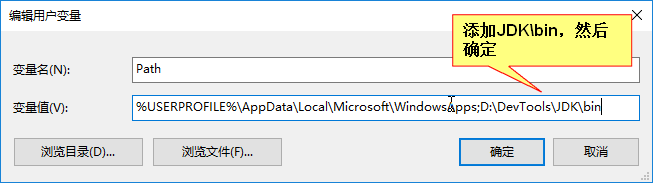 编辑用户变量
添加JDK\bin，然后
确定
变量名(N):
Path
变量值(V):
%USERPROFILE%\AppData\Local\Microsoft\WindowsApps;D:\DevTools\JDK\bin
浏览目录(D)...
浏览文件(F)...
确定
取消